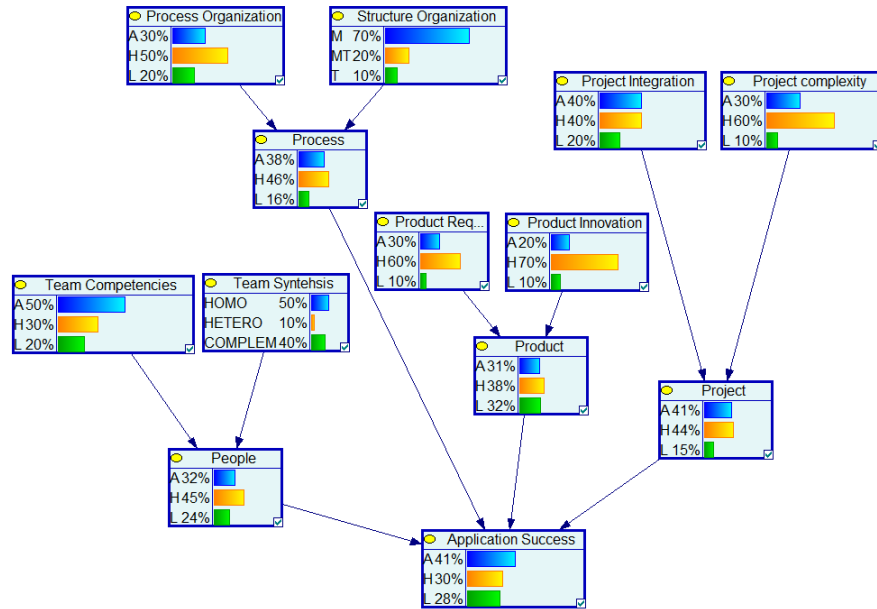 Process Organization
A 30%
H 50%
L 20%
Structure Organization
M 70%
MT 20%
T 10%
Project Integration
A 40%
H 40%
L 20%
Project complexity
A 30%
H 60%
L 10%
Process
A 38%
H 46%
L 16%
Product Req...
A 30%
H 60%
L 10%
Product Innovation
A 20%
H 70%
L 10%
Team Competencies
A 50%
H 30%
L 20%
Team Syntehsis
HOMO 50%
HETERO 10%
COMPLEM 40%
Product
A 31%
H 38%
L 32%
Project
A 41%
H 44%
L 15%
People
A 32%
H 45%
L 24%
Application Success
A 41%
H 30%
L 28%